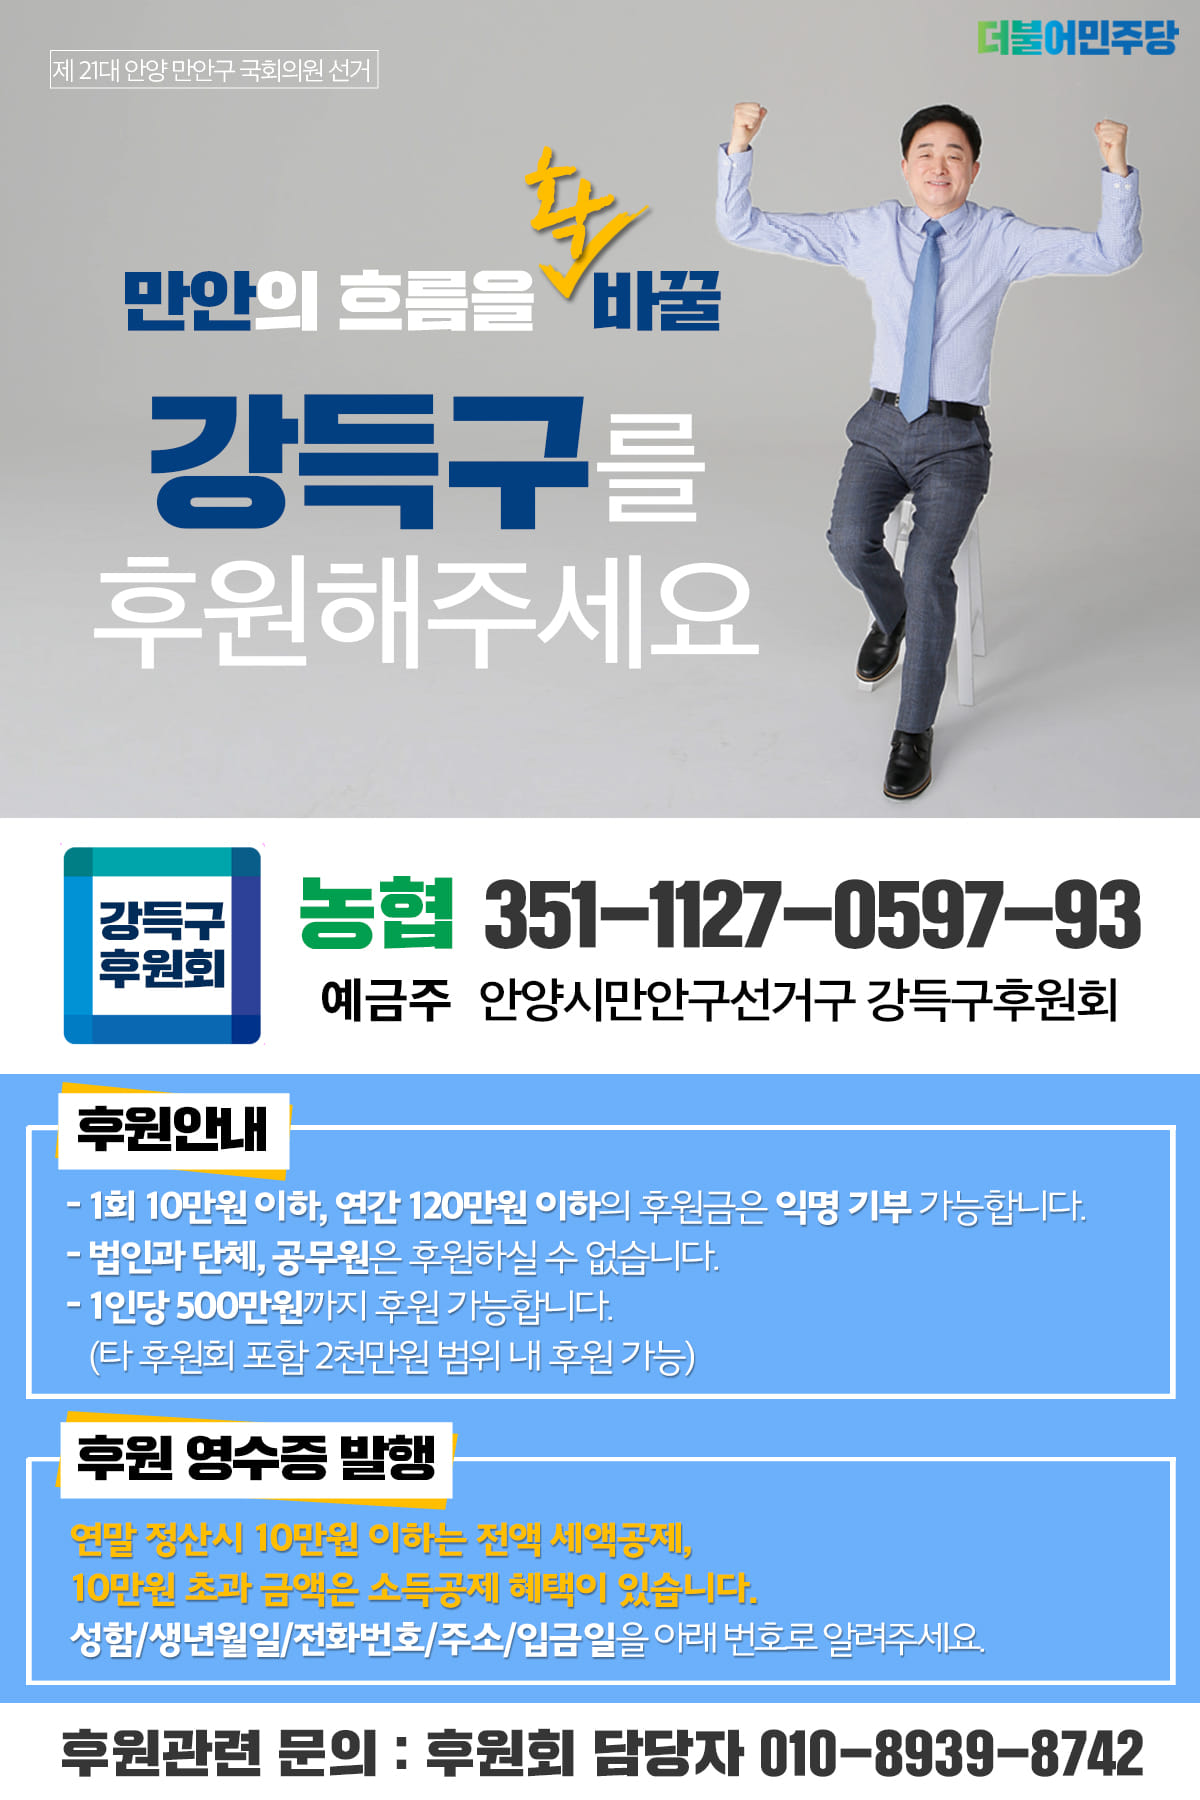 더불어민주당
제 21대 안양 만안구 국회의원 선거
만안의 흐름을 확 바꿀
강득구를
후원해주세요
강득구
후원회
농협 351-1127-0597-93
예금주 안양시만안구선거구 강득구후원회
후원안내
- 1회 10만원 이하, 연간 120만원 이하의 후원금은 익명 기부 가능합니다.
- 법인과 단체, 공무원은 후원하실 수 없습니다.
- 1인당 500만원까지 후원 가능합니다.
(타 후원회 포함 2천만원 범위 내 후원 가능)
후원 영수증 발행
연말 정산시 10만원 이하는 전액 세액공제,
10만원 초과 금액은 소득공제 혜택이 있습니다.
성함/생년월일/전화번호/주소/입금일을 아래 번호로 알려주세요.
후원관련 문의 : 후원회 담당자 010-8939-8742